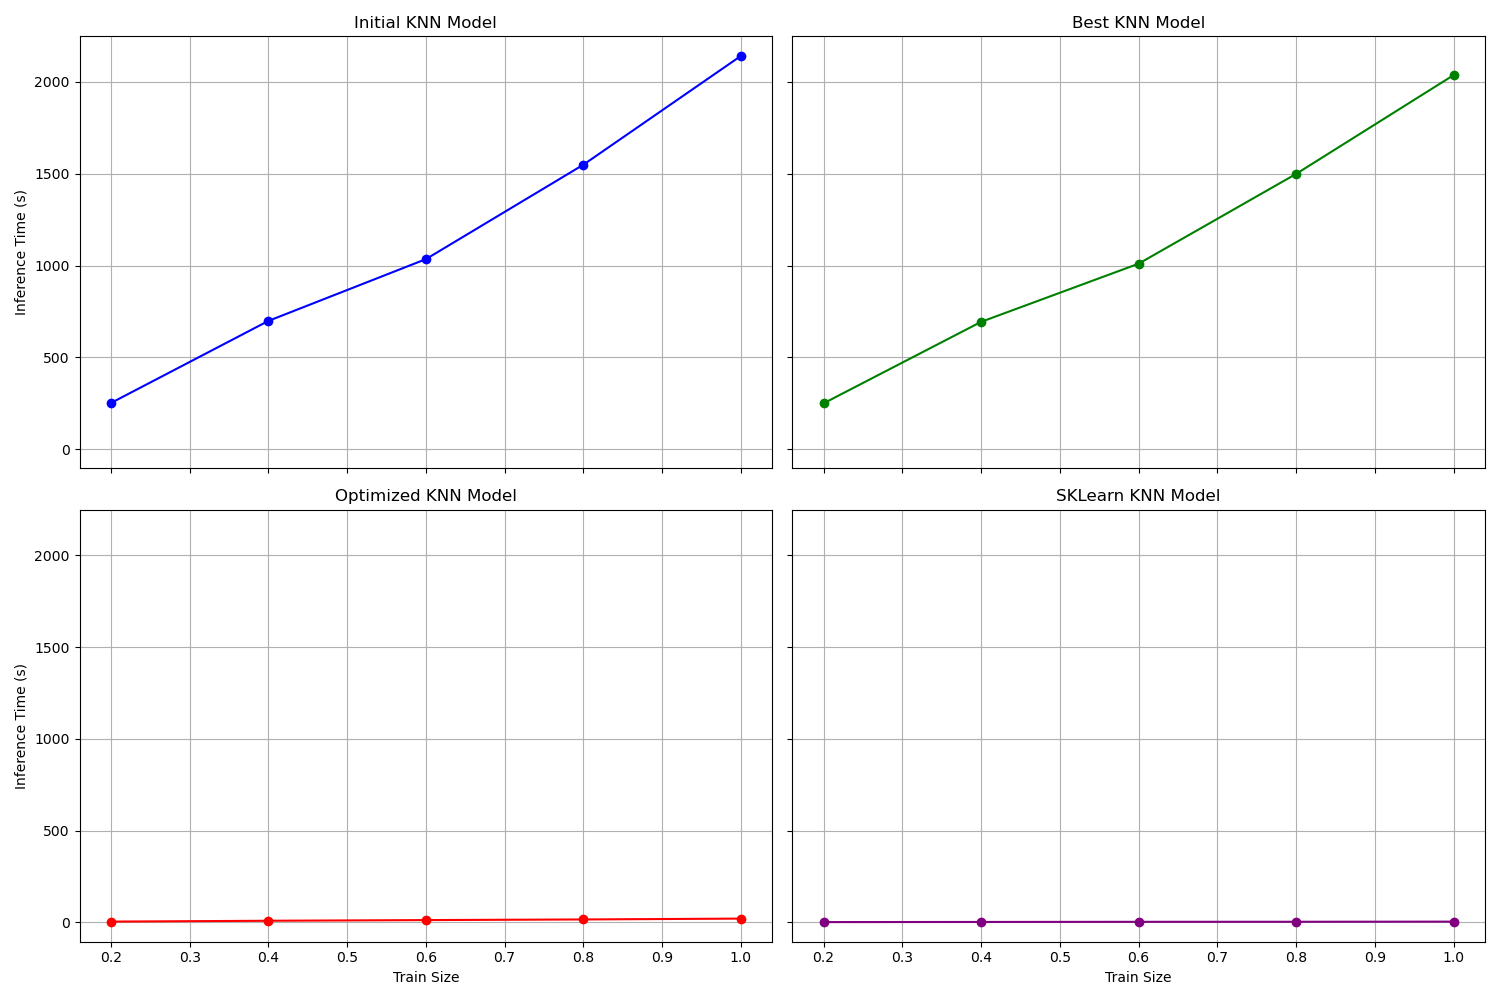 Initial KNN Model
Best KNN Model
Inference Time (s)
2000
1500
1000
500
0
Optimized KNN Model
SKLearn KNN Model
Inference Time (s)
2000
1500
1000
500
0
0.2 0.3 0.4 0.5 0.6 0.7 0.8 0.9 1.0
Train Size
0.2 0.3 0.4 0.5 0.6 0.7 0.8 0.9 1.0
Train Size